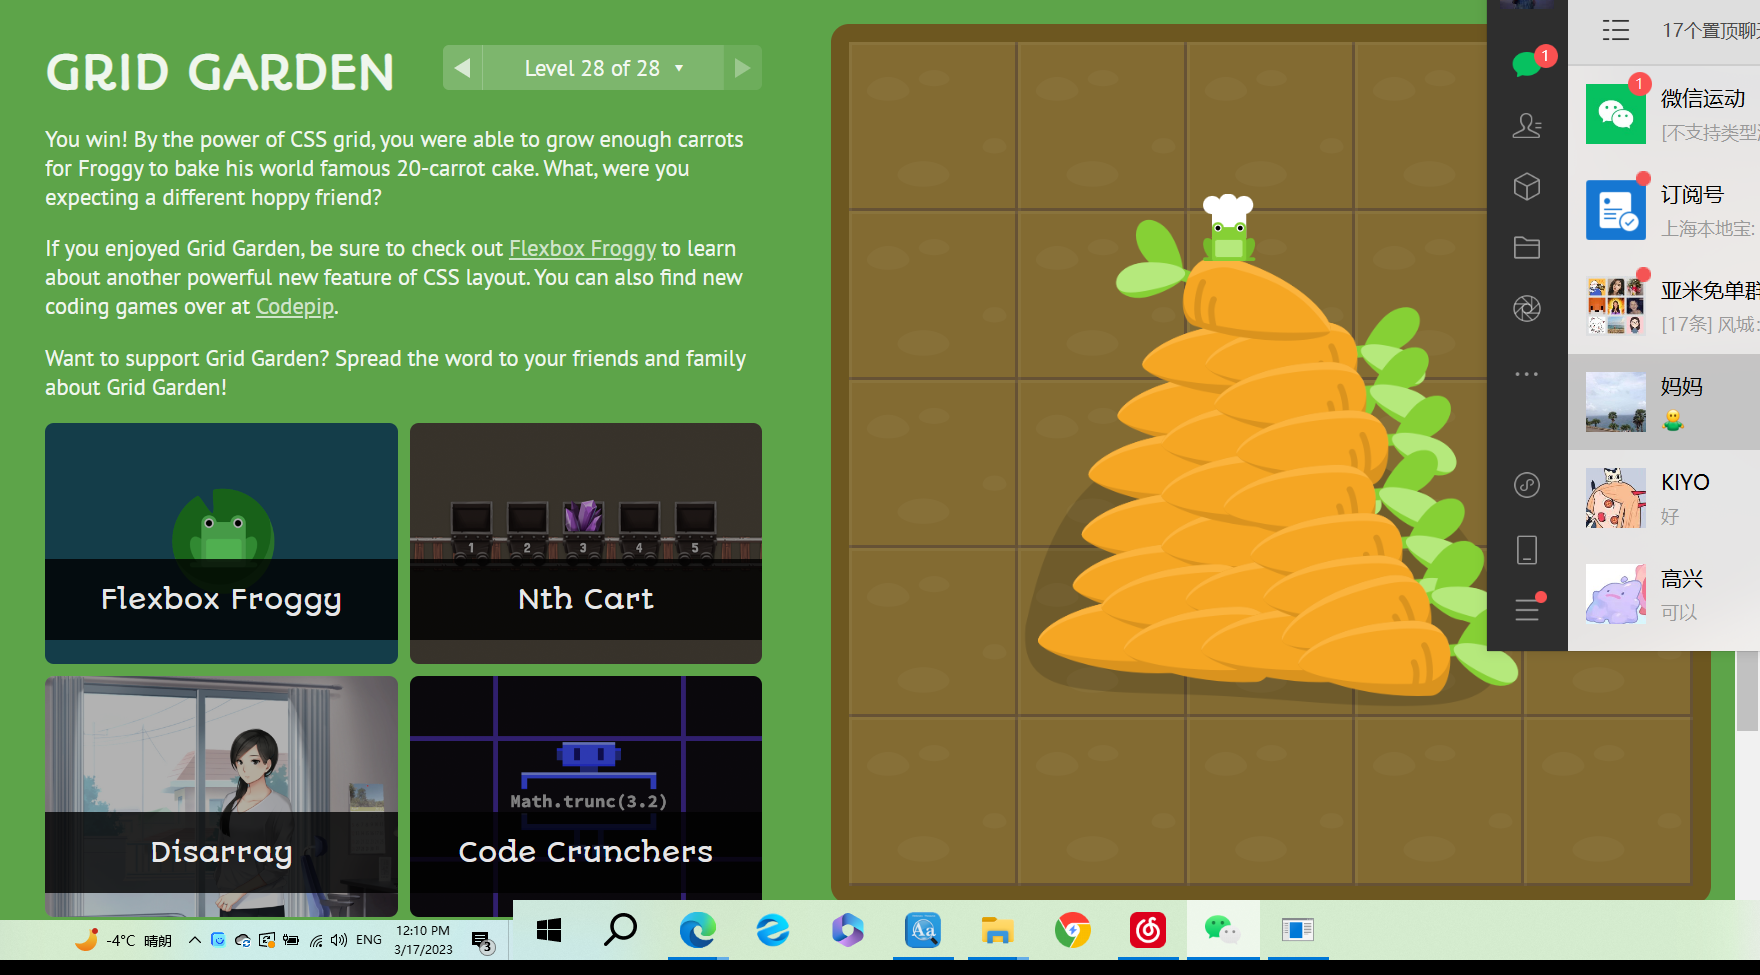 GRID GARDEN
Level 28 of 28
You win! By the power of CSS grid, you were able to grow enough carrots
for Froggy to bake his world famous 20-carrot cake. What, were you
expecting a different hoppy friend?
If you enjoyed Grid Garden, be sure to check out Flexbox Froggy to learn
about another powerful new feature of CSS layout. You can also find new
coding games over at Codepip.
Want to support Grid Garden? Spread the word to your friends and family
about Grid Garden!
Flexbox Froggy
1 2 3 4 5
Nth Cart
Disarray
Math.trunc(3.2)
Code Crunchers
1
17个置顶聊
1
微信运动
[不支持类型
订阅号
上海本地宝:
亚米免单群
[17条] 风城:
妈妈
KIYO
好
高兴
可以
-4°C 晴朗
ENG
12:10 PM
3/17/2023
3
Aa